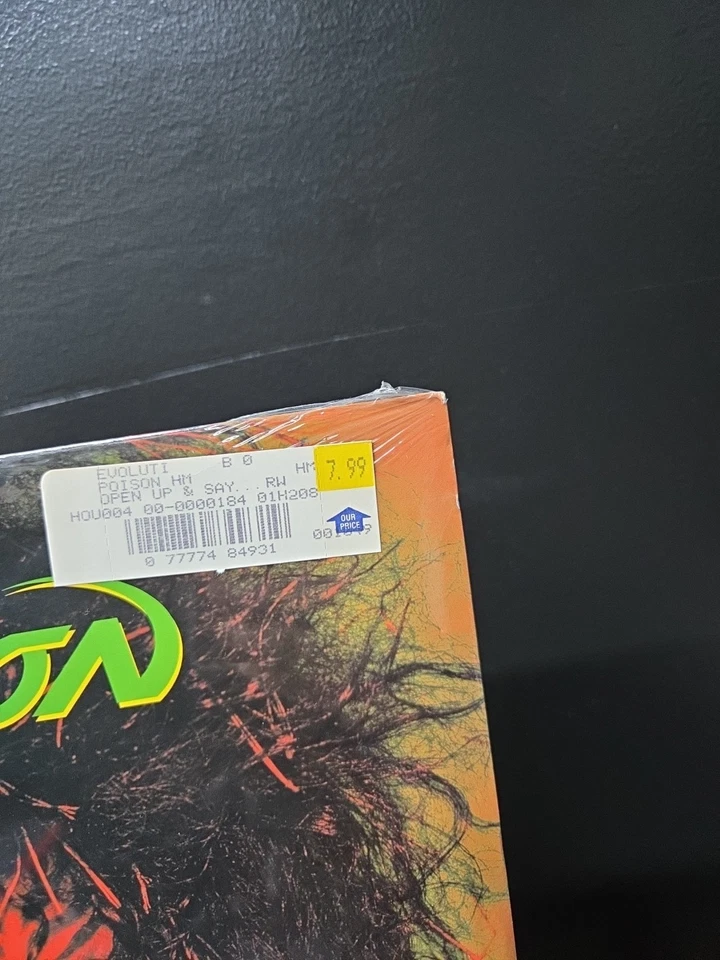 EVOLUTI B 0 HM
7.99
POISON HM
OPEN UP & SAY... RW
HOU004 00-0000184 01H208
OUR
PRICE
0 77774 84931